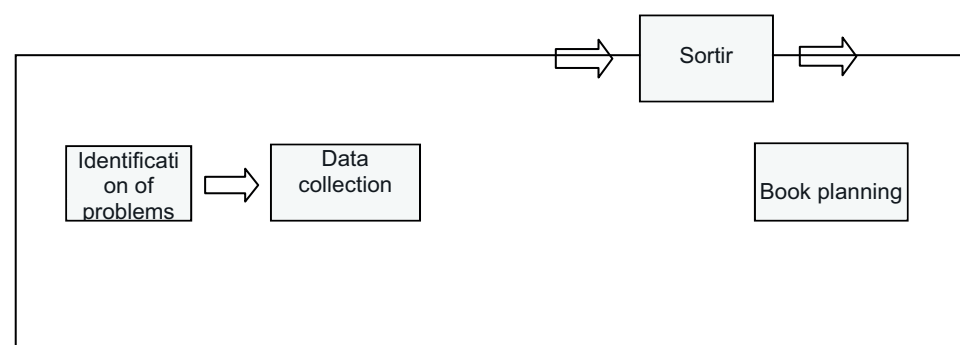 Sortir
Identificati
on of
problems
Data
collection
Book planning